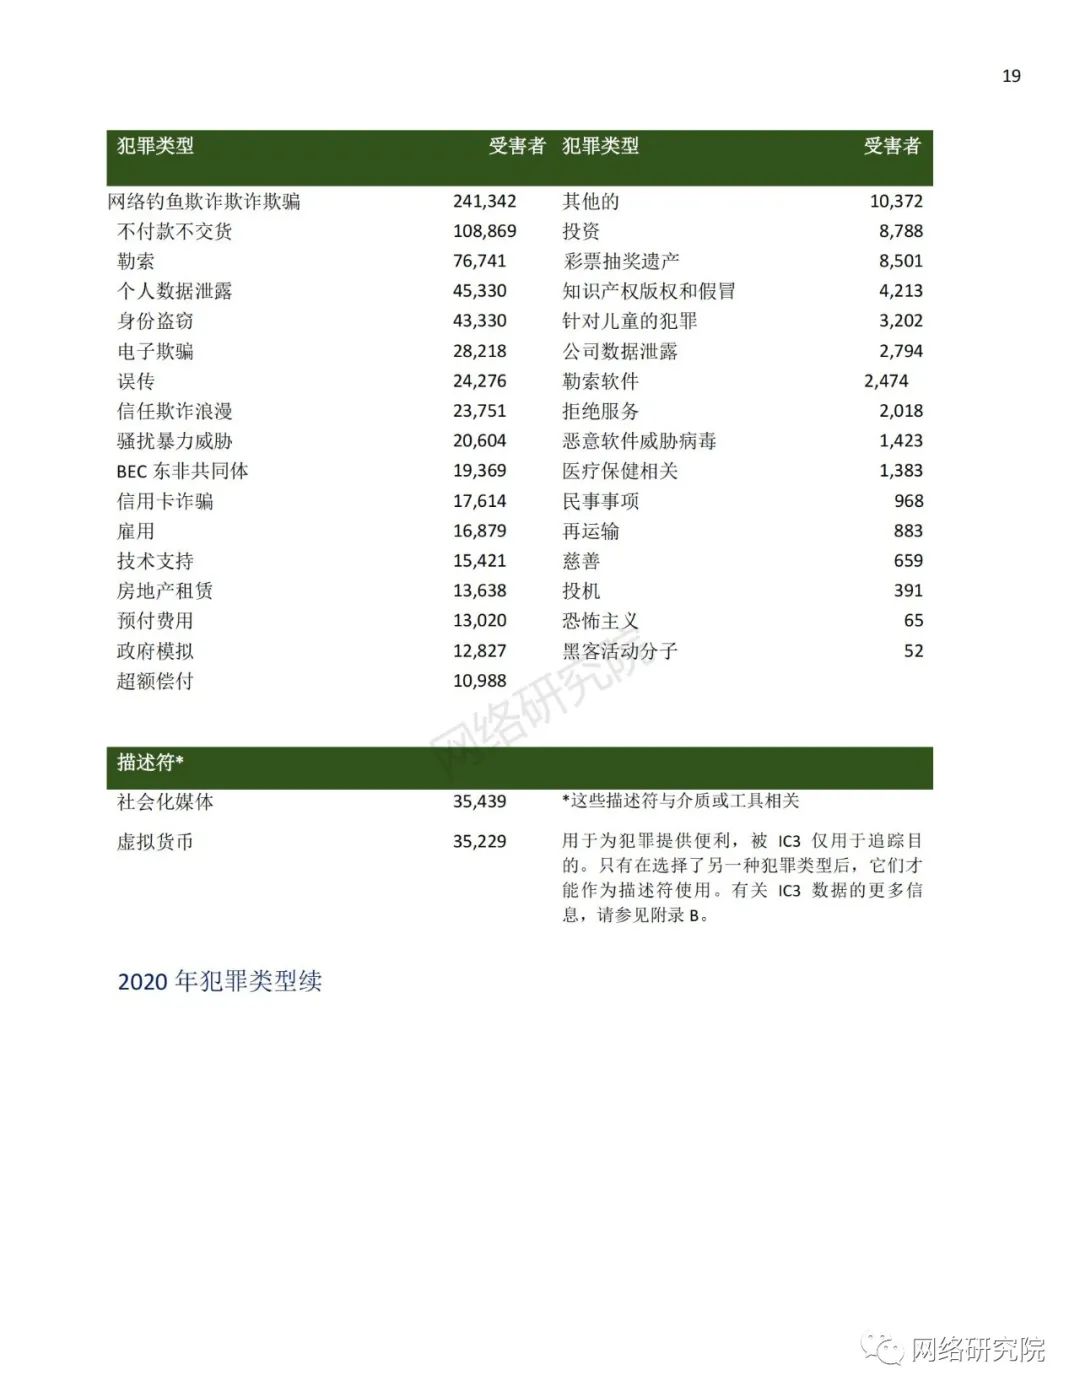 19
犯罪类型 受害者 犯罪类型 受害者
网络钓鱼欺诈欺诈欺骗 241,342 其他的 10,372
不付款不交货 108,869 投资 8,788
勒索 76,741 彩票抽奖遗产 8,501
个人数据泄露 45,330 知识产权版权和假冒 4,213
身份盗窃 43,330 针对儿童的犯罪 3,202
电子欺骗 28,218 公司数据泄露 2,794
误传 24,276 勒索软件 2,474
信任欺诈浪漫 23,751 拒绝服务 2,018
骚扰暴力威胁 20,604 恶意软件威胁病毒 1,423
BEC 东非共同体 19,369 医疗保健相关 1,383
信用卡诈骗 17,614 民事事项 968
雇用 16,879 再运输 883
技术支持 15,421 慈善 659
房地产租赁 13,638 投机 391
预付费用 13,020 恐怖主义 65
政府模拟 12,827 黑客活动分子 52
超额偿付 10,988
网络研究院
描述符*
社会化媒体 35,439 *这些描述符与介质或工具相关
虚拟货币 35,229 用于为犯罪提供便利，被 IC3 仅用于追踪目
的。只有在选择了另一种犯罪类型后，它们才
能作为描述符使用。有关 IC3 数据的更多信
息，请参见附录 B。
2020 年犯罪类型续
网络研究院